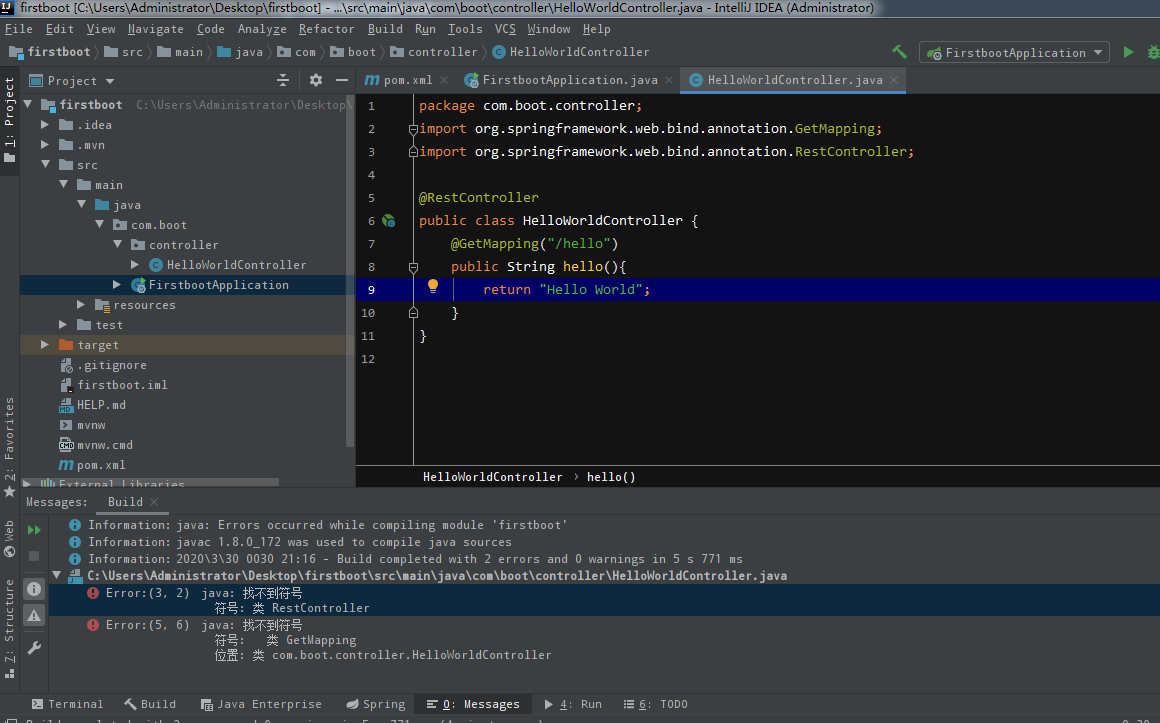 firstboot [C:\Users\Administrator\Desktop\firstboot] - ...\src\main\java\com\boot\controller\HelloWorldController.java - IntelliJ IDEA (Administrator)
File Edit View Navigate Code Analyze Refactor Build Run Tools VCS Window Help
firstboot src main java com boot controller HelloWorldController FirstbootApplication
Project
pom.xml FirstbootApplication.java HelloWorldController.java
1: Project
firstboot C:\Users\Administrator\Desktop\
.idea
.mvn
src
main
java
com.boot
controller
HelloWorldController
FirstbootApplication
resources
test
target
.gitignore
firstboot.iml
HELP.md
mvnw
mvnw.cmd
pom.xml
External Libraries
1 package com.boot.controller;
2 import org.springframework.web.bind.annotation.GetMapping;
3 import org.springframework.web.bind.annotation.RestController;
4
5 @RestController
6 public class HelloWorldController {
7 @GetMapping("/hello")
8 public String hello(){
9 return "Hello World";
10 }
11 }
12
HelloWorldController › hello()
2: Favorites
Web
7: Structure
Messages: Build
Information: java: Errors occurred while compiling module 'firstboot'
Information: javac 1.8.0_172 was used to compile java sources
Information: 2020\3\30 0030 21:16 - Build completed with 2 errors and 0 warnings in 5 s 771 ms
C:\Users\Administrator\Desktop\firstboot\src\main\java\com\boot\controller\HelloWorldController.java
Error:(3, 2) java: 找不到符号
符号: 类 RestController
Error:(5, 6) java: 找不到符号
符号: 类 GetMapping
位置: 类 com.boot.controller.HelloWorldController
Terminal Build Java Enterprise Spring 0: Messages 4: Run 6: TODO